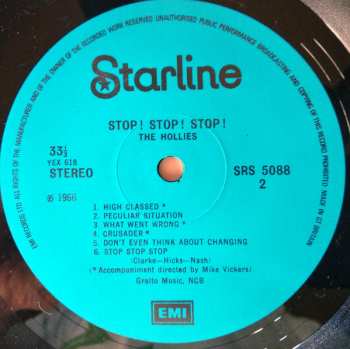 ALL RIGHTS OF THE MANUFACTURER AND OF THE OWNER OF THE RECORDED WORK RESERVED UNAUTHORISED PUBLIC PERFORMANCE BROADCASTING AND COPYING OF THIS RECORD PROHIBITED MADE IN GT BRITAIN
Starline
STOP! STOP! STOP!
THE HOLLIES
33⅓
YEX 618
STEREO
SRS 5088
2
℗ 1966
1 HIGH CLASSED *
2. PECULIAR SITUATION
3. WHAT WENT WRONG *
4. CRUSADER *
5. DON'T EVEN THINK ABOUT CHANGING
6. STOP STOP STOP
(Clarke-Hicks-Nash)
(*Accompaniment directed by Mike Vickers)
Gralto Music, NCB
EMI
EMI RECORDS LTD